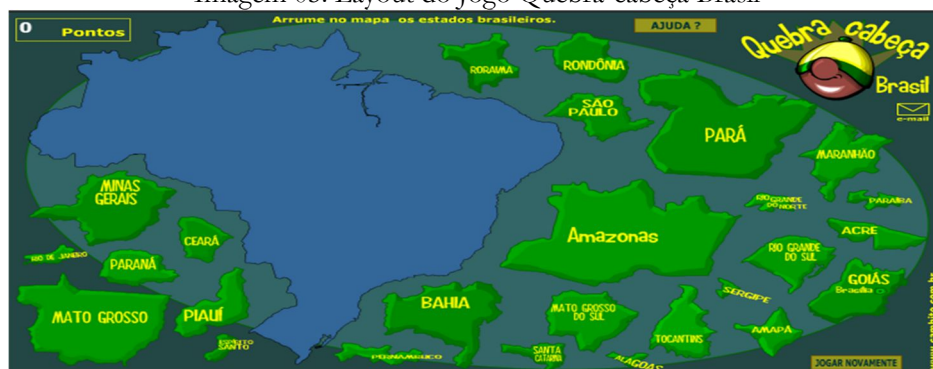 Imagem 03: Layout do jogo Quebra-cabeça Brasil
Arrume no mapa os estados brasileiros.
0
Pontos
AJUDA ?
Quebra cabeça
Brasil
e-mail
RORAIMA
RONDÔNIA
SÃO
PAULO
PARÁ
MARANHÃO
MINAS
GERAIS
RIO GRANDE
DO NORTE
PARAÍBA
CEARÁ
Amazonas
ACRE
RIO DE JANEIRO
PARANÁ
RIO GRANDE
DO SUL
GOIÁS
Brasília
MATO GROSSO
PIAUÍ
BAHIA
MATO GROSSO
DO SUL
SERGIPE
TOCANTINS
AMAPÁ
ESPÍRITO
SANTO
PERNAMBUCO
SANTA
CATARINA
ALAGOAS
JOGAR NOVAMENTE